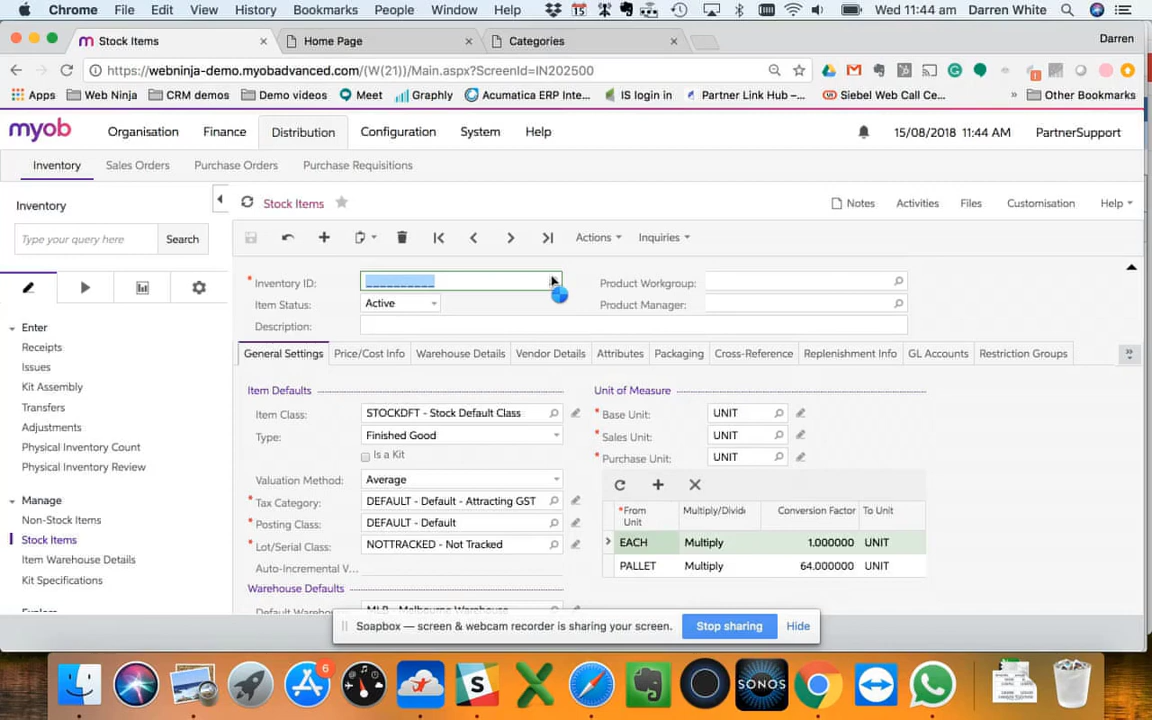 Chrome File Edit View History Bookmarks People Window Help Wed 11:44 am Darren White
Stock Items Home Page Categories Darren
https://webninja-demo.myobadvanced.com/(W(21))/Main.aspx?ScreenId=IN202500
Apps Web Ninja CRM demos Demo videos Meet Graphly Acumatica ERP Inte... IS login in Partner Link Hub –... Siebel Web Call Ce... » Other Bookmarks
myob Organisation Finance Distribution Configuration System Help 15/08/2018 11:44 AM PartnerSupport
Inventory Sales Orders Purchase Orders Purchase Requisitions
Inventory
Stock Items Notes Activities Files Customisation Help
Type your query here Search
Actions Inquiries
* Inventory ID: __________ Product Workgroup:
Item Status: Active Product Manager:
Description:
Enter
Receipts
Issues
Kit Assembly
Transfers
Adjustments
Physical Inventory Count
Physical Inventory Review
Manage
Non-Stock Items
Stock Items
Item Warehouse Details
Kit Specifications
General Settings Price/Cost Info Warehouse Details Vendor Details Attributes Packaging Cross-Reference Replenishment Info GL Accounts Restriction Groups
Item Defaults
Item Class: STOCKDFT - Stock Default Class
Type: Finished Good
Is a Kit
Valuation Method: Average
* Tax Category: DEFAULT - Default - Attracting GST
* Posting Class: DEFAULT - Default
* Lot/Serial Class: NOTTRACKED - Not Tracked
Auto-Incremental V...
Warehouse Defaults
Default Warehou
MLB - Melbourne Warehouse
Unit of Measure
* Base Unit: UNIT
* Sales Unit: UNIT
* Purchase Unit: UNIT
*From Unit Multiply/Divide Conversion Factor To Unit
EACH Multiply 1.000000 UNIT
PALLET Multiply 64.000000 UNIT
Soapbox — screen & webcam recorder is sharing your screen. Stop sharing Hide
6
SONOS